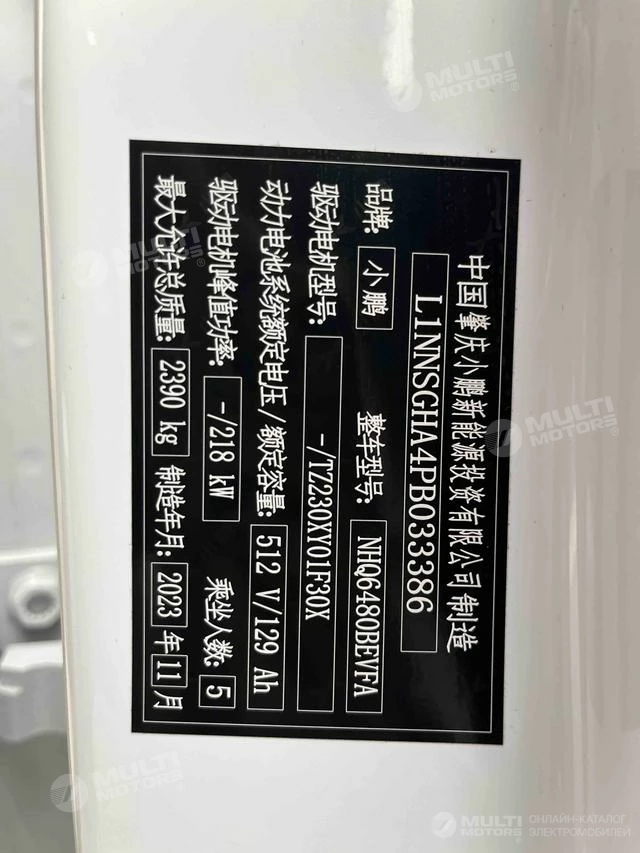 中国肇庆小鹏新能源投资有限公司制造
L1NNSGHA4PB033386
品牌: 小鹏 整车型号: NHQ6480BEVFA
驱动电机型号: -/TZ230XY01F30X
动力电池系统额定电压/额定容量: 512 V/129 Ah
驱动电机峰值功率: -/218 kW 乘坐人数: 5
最大允许总质量: 2390 kg 制造年月: 2023 年 11 月
MULTI MOTORS®
MULTI MOTORS®
MULTI MOTORS®
MULTI MOTORS®
MULTI MOTORS® ОНЛАЙН-КАТАЛОГ ЭЛЕКТРОМОБИЛЕЙ